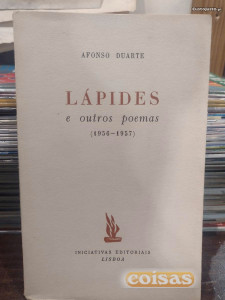 AFONSO DUARTE
LÁPIDES
e outros poemas
(1956-1957)
INICIATIVAS EDITORIAIS
LISBOA
coisas